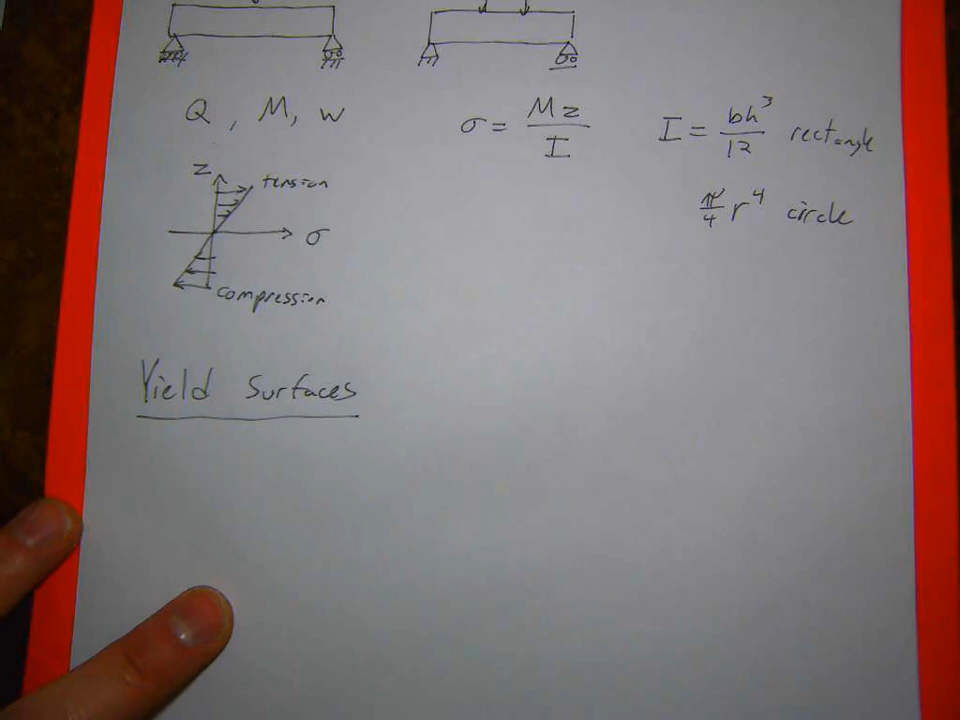 Q, M, w
σ = Mz/I
I = bh³/12 rectangle
π/4 r⁴ circle
z
tension
σ
compression
Yield Surfaces